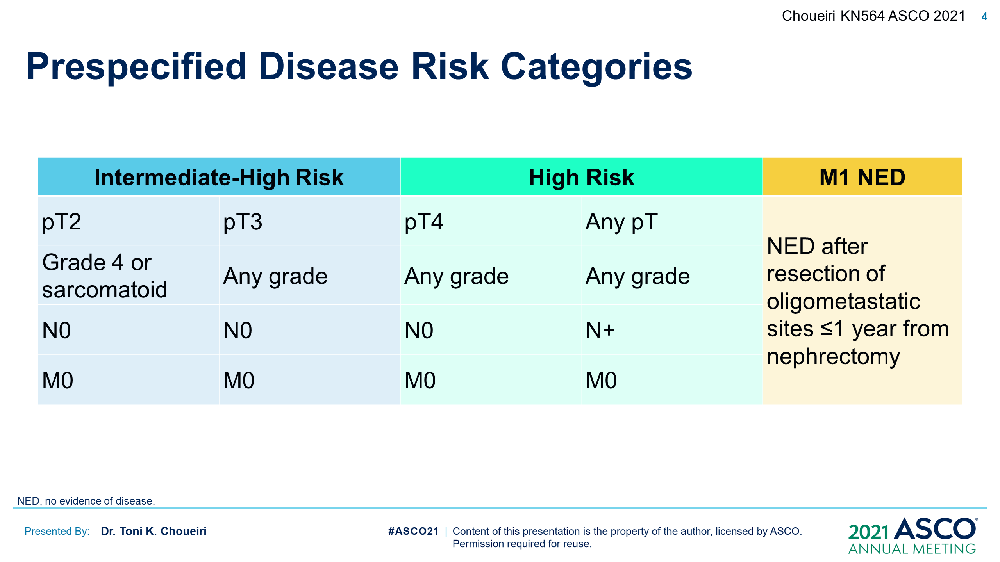 Choueiri KN564 ASCO 2021 4
Prespecified Disease Risk Categories
Intermediate-High Risk High Risk M1 NED
pT2 pT3 pT4 Any pT
Grade 4 or
sarcomatoid
Any grade Any grade Any grade
N0 N0 N0 N+
M0 M0 M0 M0
NED after
resection of
oligometastatic
sites ≤1 year from
nephrectomy
NED, no evidence of disease.
Presented By: Dr. Toni K. Choueiri
#ASCO21 | Content of this presentation is the property of the author, licensed by ASCO.
Permission required for reuse.
2021 ASCO®
ANNUAL MEETING